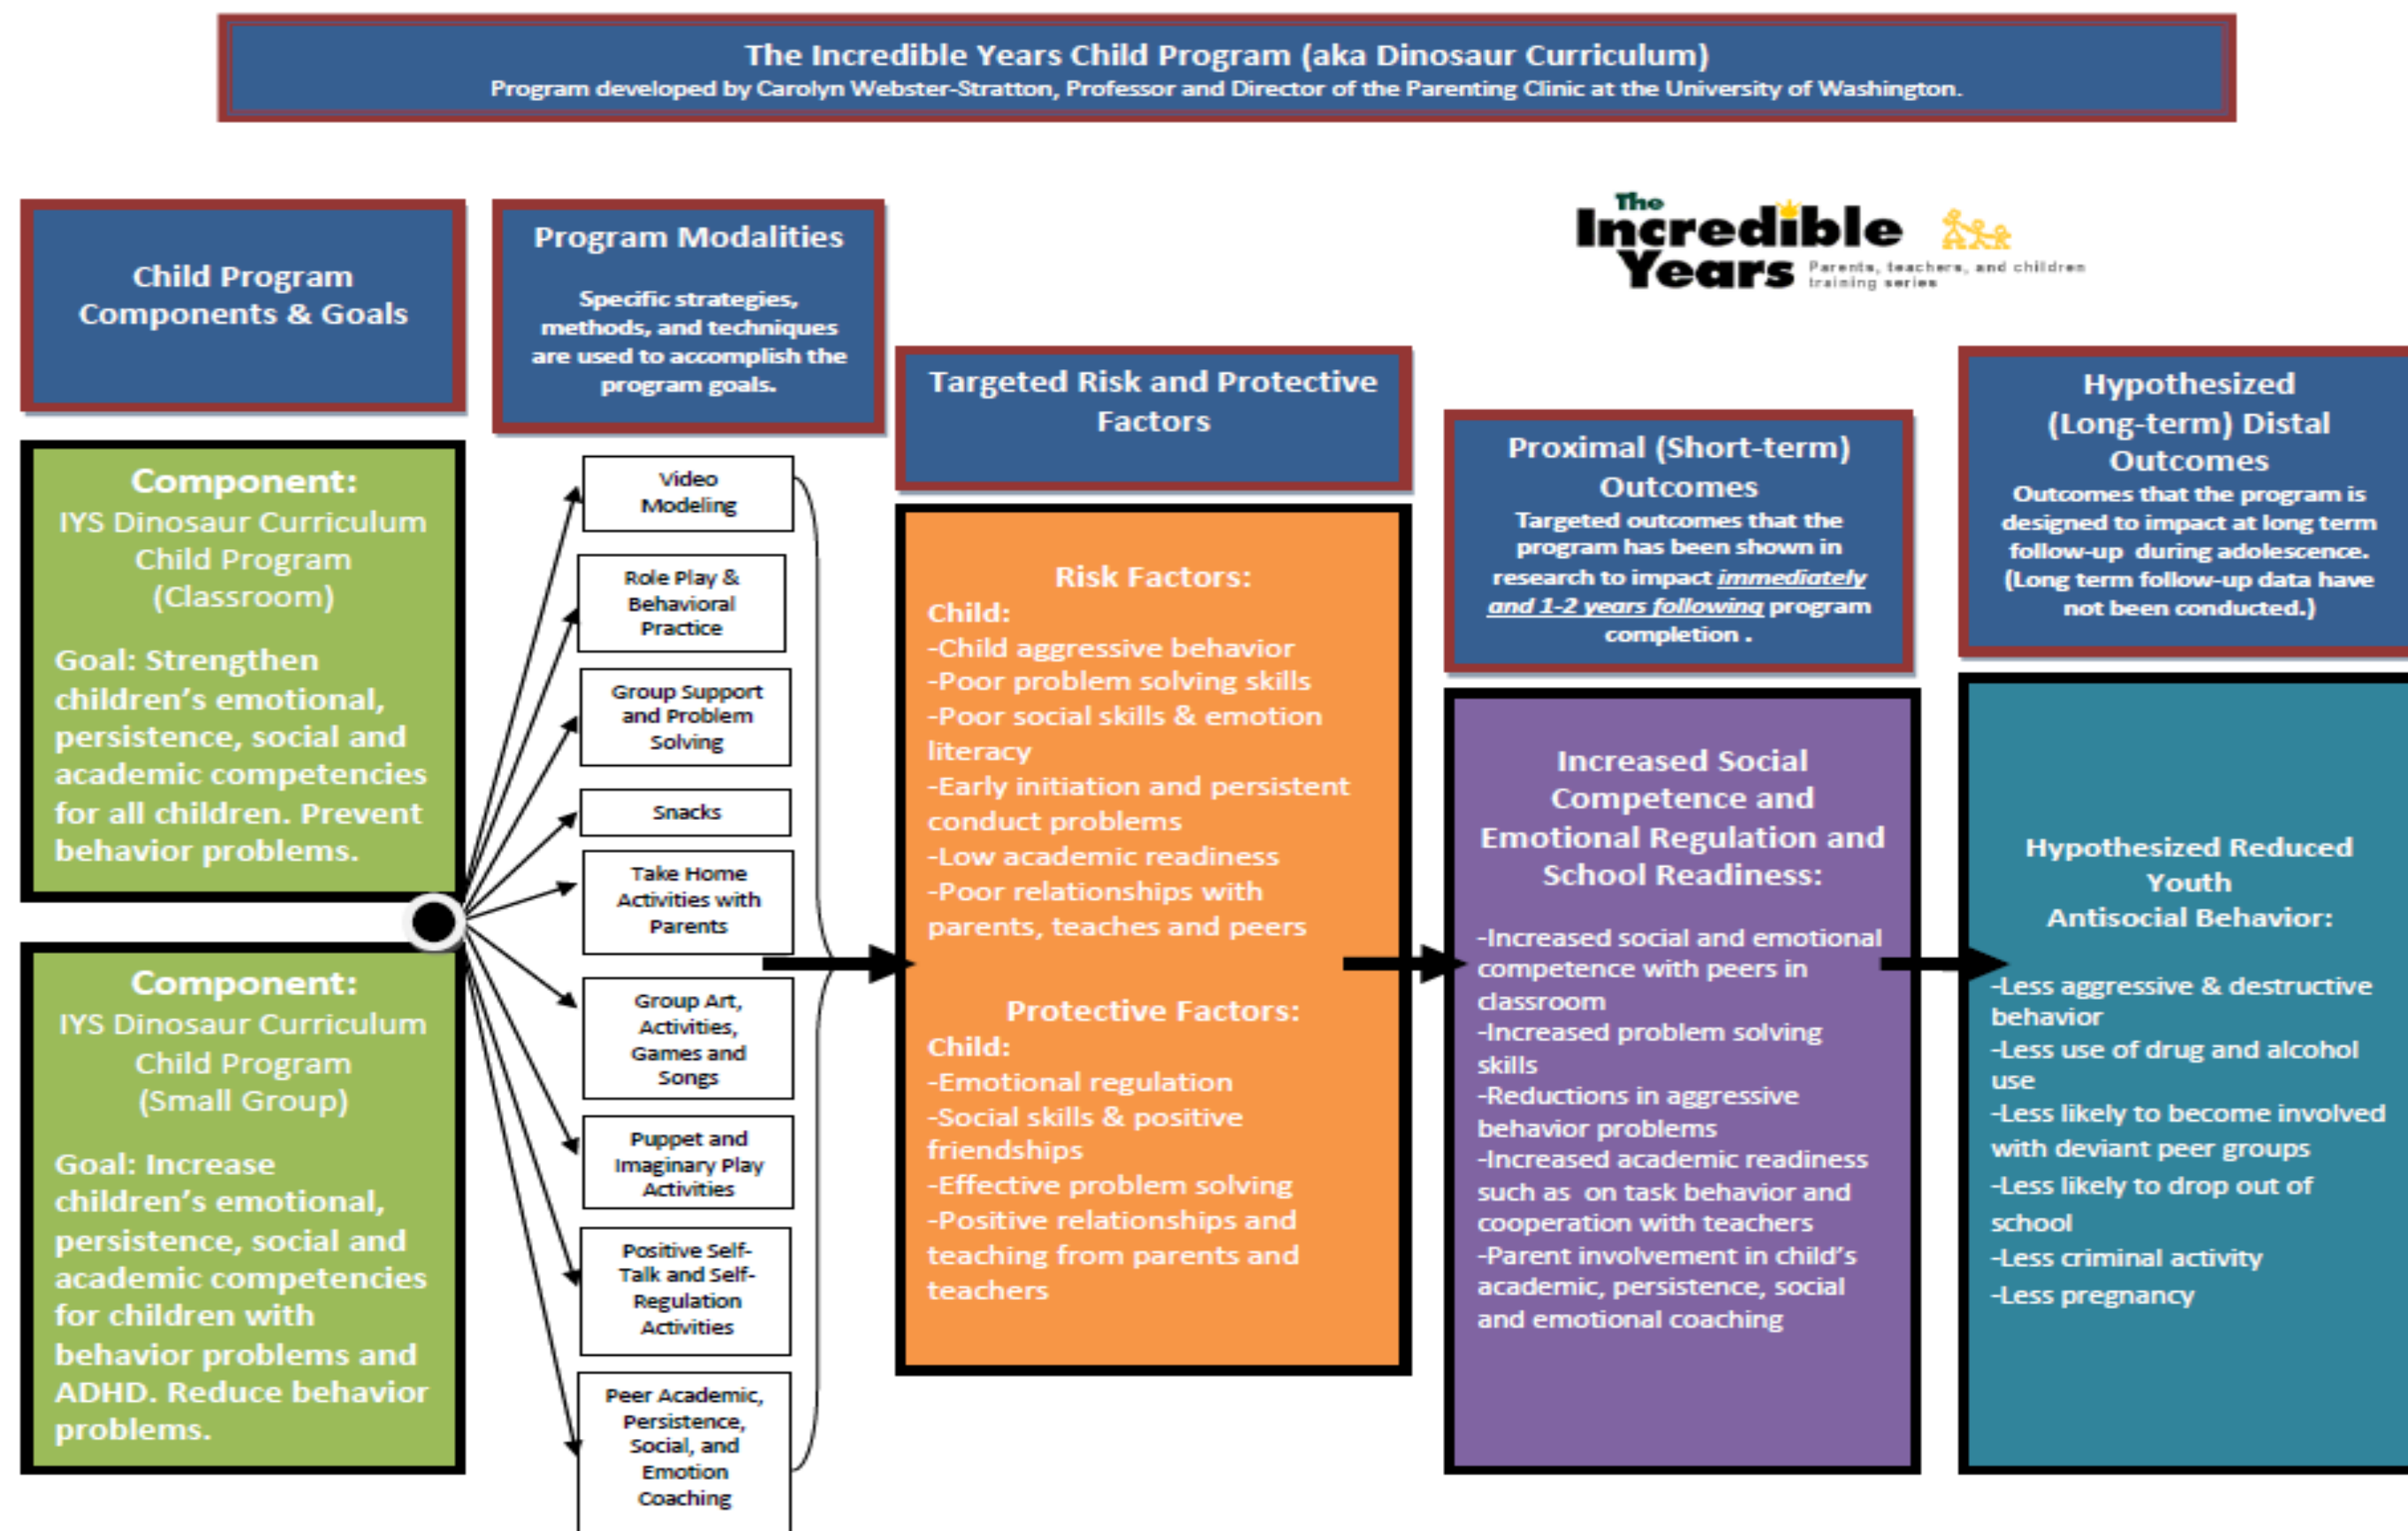 The Incredible Years Child Program (aka Dinosaur Curriculum)
Program developed by Carolyn Webster-Stratton, Professor and Director of the Parenting Clinic at the University of Washington.
The
Incredible
Years
Parents, teachers, and children
training series
Child Program
Components & Goals
Component:
IYS Dinosaur Curriculum
Child Program
(Classroom)
Goal: Strengthen
children's emotional,
persistence, social and
academic competencies
for all children. Prevent
behavior problems.
Component:
IYS Dinosaur Curriculum
Child Program
(Small Group)
Goal: Increase
children's emotional,
persistence, social and
academic competencies
for children with
behavior problems and
ADHD. Reduce behavior
problems.
Program Modalities
Specific strategies,
methods, and techniques
are used to accomplish the
program goals.
Video
Modeling
Role Play &
Behavioral
Practice
Group Support
and Problem
Solving
Snacks
Take Home
Activities with
Parents
Group Art,
Activities,
Games and
Songs
Puppet and
Imaginary Play
Activities
Positive Self-
Talk and Self-
Regulation
Activities
Peer Academic,
Persistence,
Social, and
Emotion
Coaching
Targeted Risk and Protective
Factors
Risk Factors:
Child:
-Child aggressive behavior
-Poor problem solving skills
-Poor social skills & emotion
literacy
-Early initiation and persistent
conduct problems
-Low academic readiness
-Poor relationships with
parents, teaches and peers
Protective Factors:
Child:
-Emotional regulation
-Social skills & positive
friendships
-Effective problem solving
-Positive relationships and
teaching from parents and
teachers
Proximal (Short-term)
Outcomes
Targeted outcomes that the
program has been shown in
research to impact immediately
and 1-2 years following program
completion .
Increased Social
Competence and
Emotional Regulation and
School Readiness:
-Increased social and emotional
competence with peers in
classroom
-Increased problem solving
skills
-Reductions in aggressive
behavior problems
-Increased academic readiness
such as  on task behavior and
cooperation with teachers
-Parent involvement in child's
academic, persistence, social
and emotional coaching
Hypothesized
(Long-term) Distal
Outcomes
Outcomes that the program is
designed to impact at long term
follow-up  during adolescence.
(Long term follow-up data have
not been conducted.)
Hypothesized Reduced
Youth
Antisocial Behavior:
-Less aggressive & destructive
behavior
-Less use of drug and alcohol
use
-Less likely to become involved
with deviant peer groups
-Less likely to drop out of
school
-Less criminal activity
-Less pregnancy